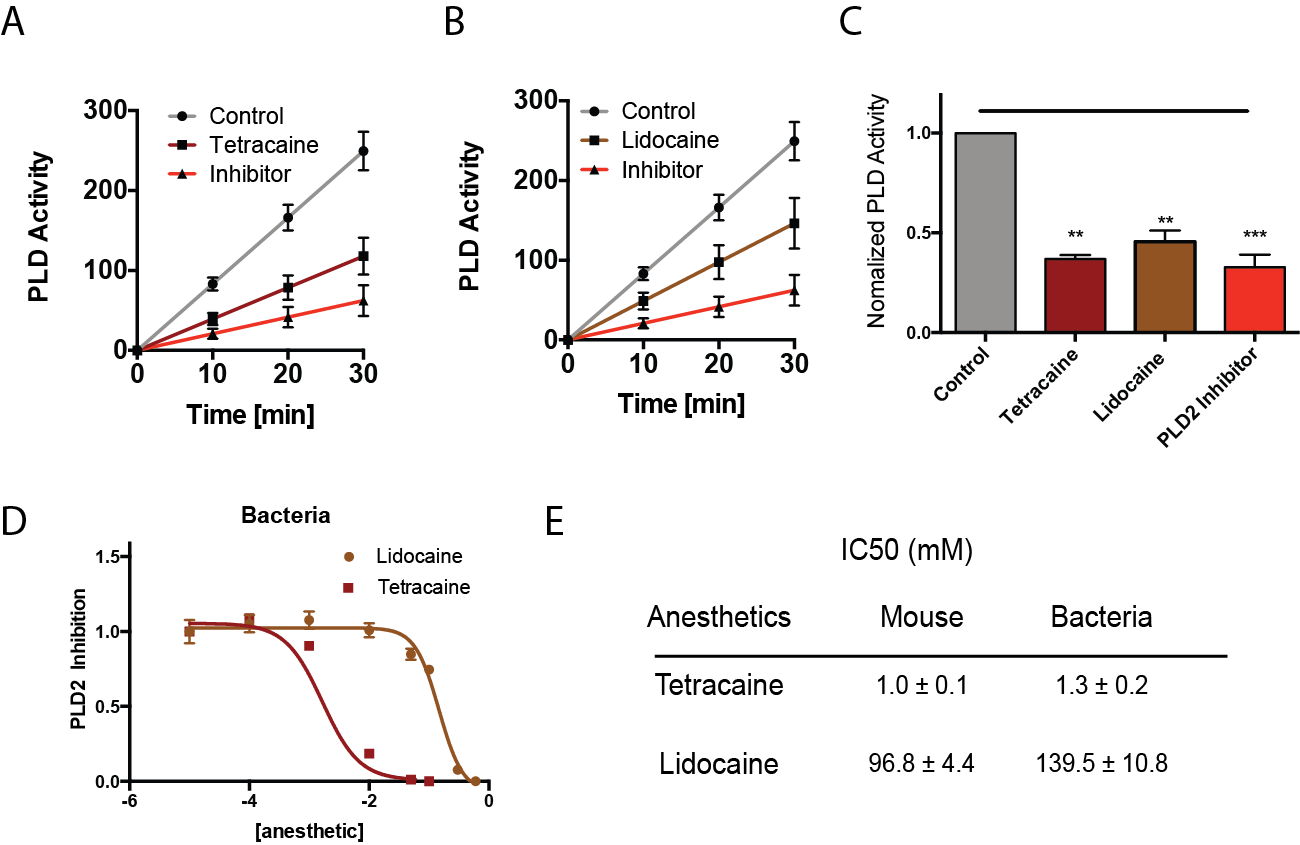 A
300
200
100
0
PLD Activity
Control
Tetracaine
Inhibitor
0 10 20 30
Time [min]
B
300
200
100
0
PLD Activity
Control
Lidocaine
Inhibitor
0 10 20 30
Time [min]
C
Nomalized PLD Activity
1.0
0.5
0.0
** ** ***
Control
Tetracaine
Lidocaine
PLD2 Inhibitor
D
Bacteria
Lidocaine
Tetracaine
PLD2 Inhibition
1.5
1.0
0.5
0.0
-6 -4 -2 0
[anesthetic]
E
IC50 (mM)
Anesthetics Mouse Bacteria
Tetracaine 1.0 ± 0.1 1.3 ± 0.2
Lidocaine 96.8 ± 4.4 139.5 ± 10.8